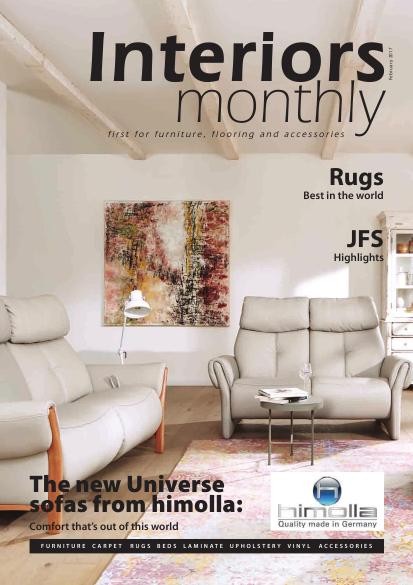 Interiors
February 2017
monthly
first for furniture, flooring and accessories
Rugs
Best in the world
JFS
Highlights
The new Universe
sofas from himolla:
Comfort that's out of this world
himolla
Quality made in Germany
FURNITURE CARPET RUGS BEDS LAMINATE UPHOLSTERY VINYL ACCESSORIES